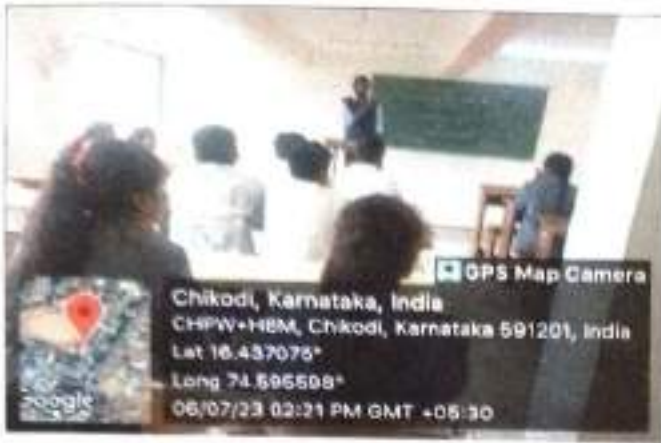 GPS Map Camera
Chikodi, Karnataka, India
CHPW+HBM, Chikodi, Karnataka 591201, India
Lat 16.437075°
Long 74.595598°
06/07/23 02:21 PM GMT +05:30
Google